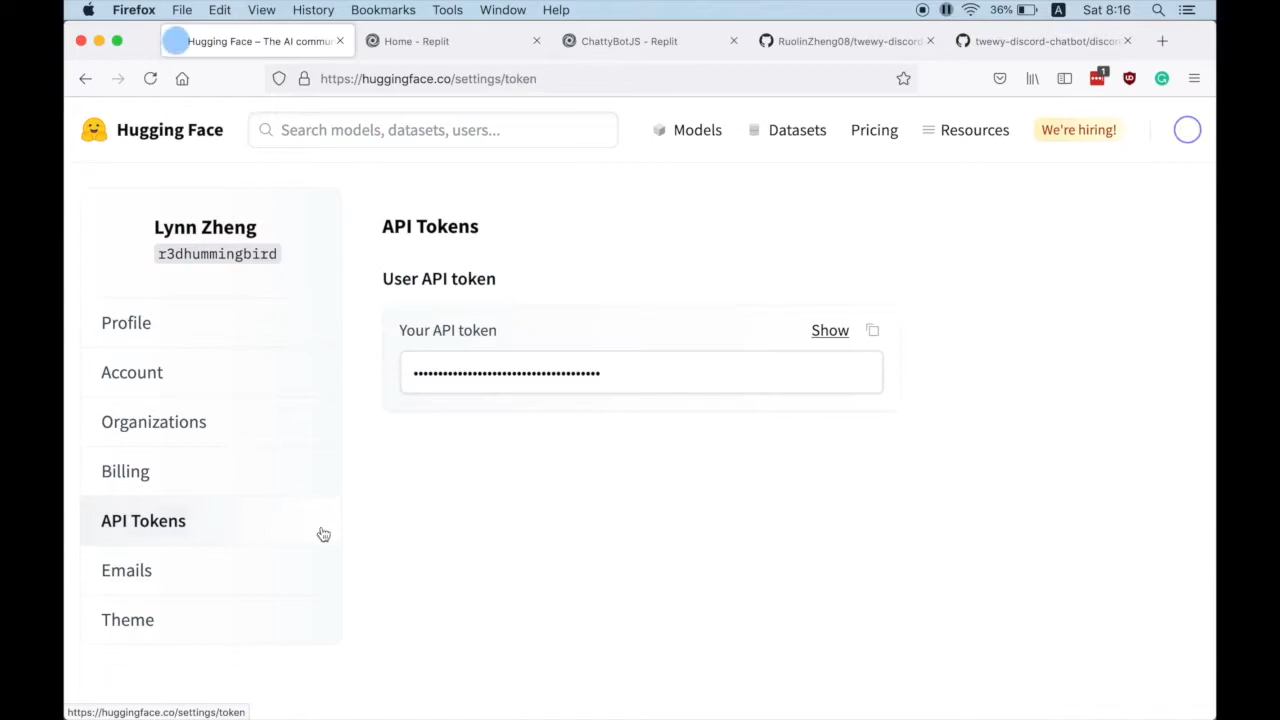 Firefox File Edit View History Bookmarks Tools Window Help 36% A Sat 8:16
Hugging Face – The AI commun Home - Replit ChattyBotJS - Replit RuolinZheng08/twewy-discord twewy-discord-chatbot/discor
https://huggingface.co/settings/token 1
Hugging Face Search models, datasets, users... Models Datasets Pricing Resources We're hiring!
Lynn Zheng
r3dhummingbird
Profile
Account
Organizations
Billing
API Tokens
Emails
Theme
API Tokens
User API token
Your API token Show
••••••••••••••••••••••••••••••••••••••
https://huggingface.co/settings/token